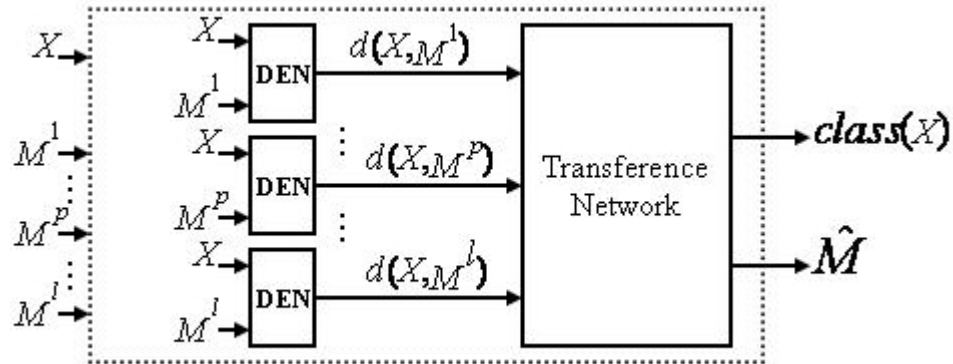 X
M^1
⋮
M^p
⋮
M^l
X
DEN
M^1
d(X,M^1)
⋮
X
DEN
M^p
d(X,M^p)
⋮
X
DEN
M^l
d(X,M^l)
Transference
Network
class(X)
M̂